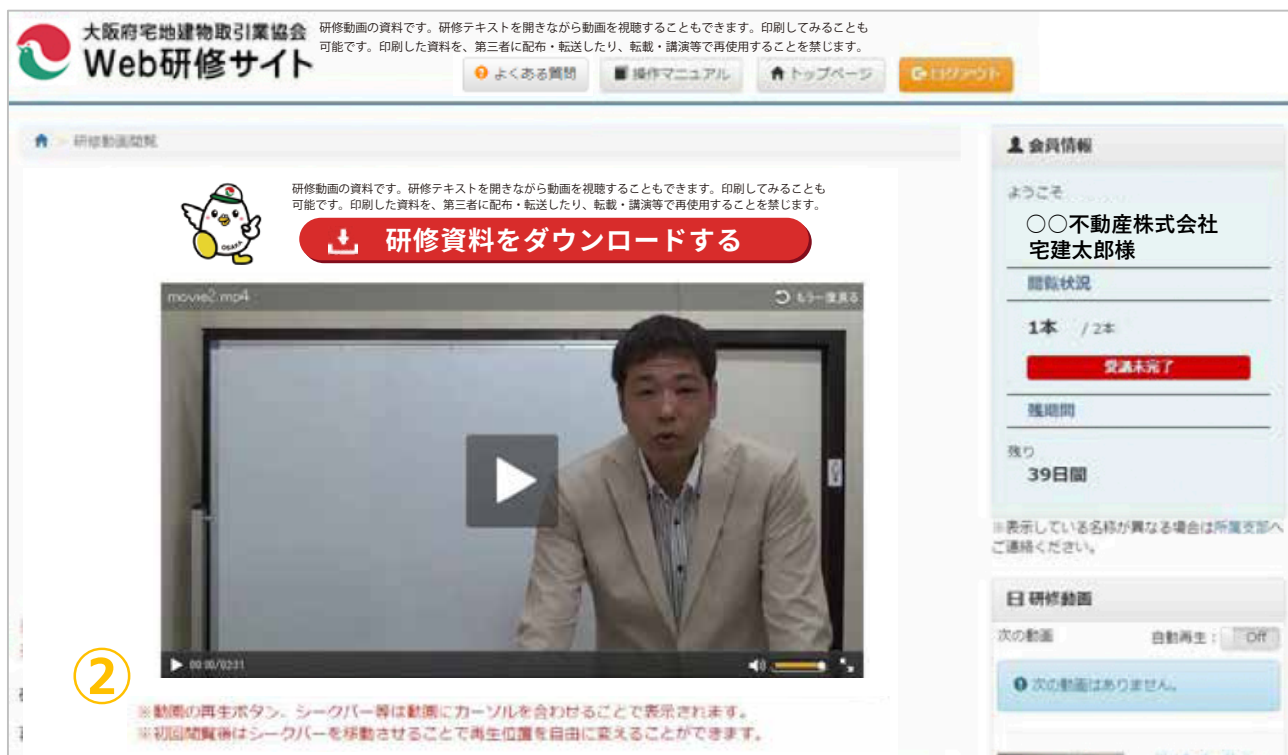 大阪府宅地建物取引業協会
Web研修サイト
研修動画の資料です。研修テキストを開きながら動画を視聴することもできます。印刷してみることも
可能です。印刷した資料を、第三者に配布・転送したり、転載・講演等で再使用することを禁じます。
よくある質問
操作マニュアル
トップページ
ログアウト
> 研修動画閲覧
研修動画の資料です。研修テキストを開きながら動画を視聴することもできます。印刷してみることも
可能です。印刷した資料を、第三者に配布・転送したり、転載・講演等で再使用することを禁じます。
OSAKA
研修資料をダウンロードする
movie2.mp4
もう一度見る
00:00/02:31
②
※動画の再生ボタン、シークバー等は動画にカーソルを合わせることで表示されます。
※初回閲覧後はシークバーを移動させることで再生位置を自由に変えることができます。
会員情報
ようこそ
○○不動産株式会社
宅建太郎様
閲覧状況
1本 / 2本
受講未完了
残期間
残り
39日間
※表示している名称が異なる場合は所属支部へ
ご連絡ください。
研修動画
次の動画 自動再生： Off
次の動画はありません。